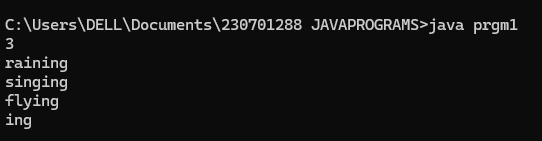 C:\Users\DELL\Documents\230701288 JAVAPROGRAMS>java prgm1
3
raining
singing
flying
ing